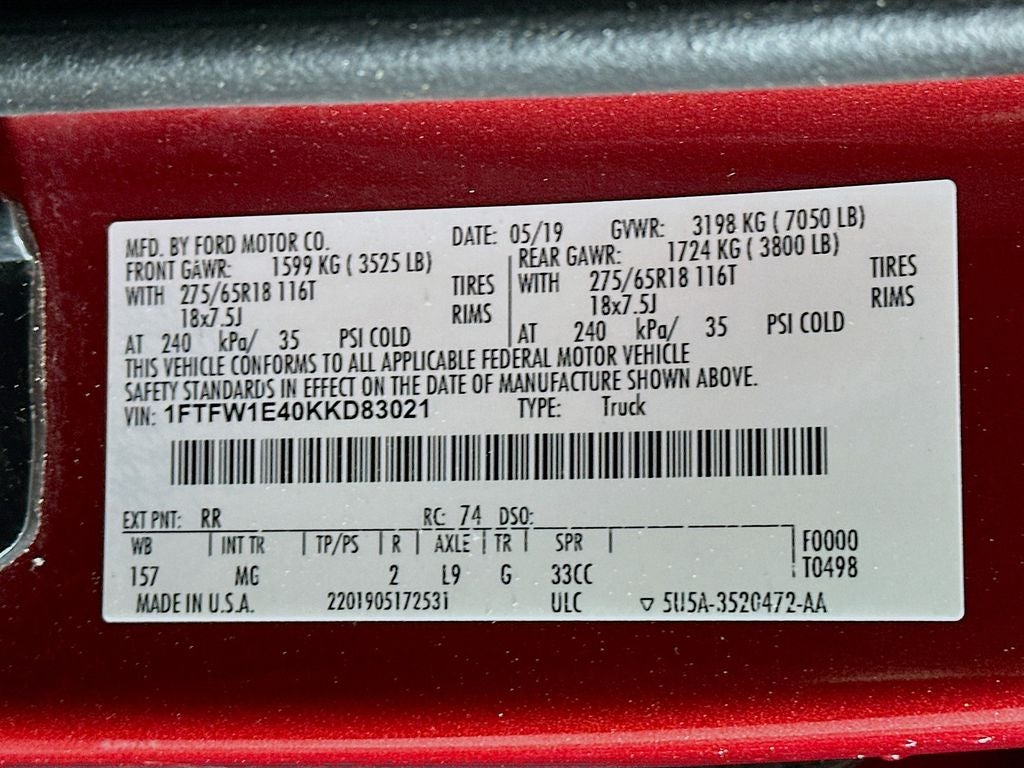 MFD. BY FORD MOTOR CO. DATE: 05/19 GVWR: 3198 KG ( 7050 LB)
FRONT GAWR: 1599 KG ( 3525 LB) REAR GAWR: 1724 KG ( 3800 LB)
WITH 275/65R18 116T TIRES WITH 275/65R18 116T TIRES
18x7.5J RIMS 18x7.5J RIMS
AT 240 kPa/ 35 PSI COLD AT 240 kPa/ 35 PSI COLD
THIS VEHICLE CONFORMS TO ALL APPLICABLE FEDERAL MOTOR VEHICLE
SAFETY STANDARDS IN EFFECT ON THE DATE OF MANUFACTURE SHOWN ABOVE.
VIN: 1FTFW1E40KKD83021 TYPE: Truck
EXT PNT: RR RC: 74 DSO:
WB INT TR TP/PS R AXLE TR SPR F0000
157 MG 2 L9 G 33CC T0498
MADE IN U.S.A. 220190517253i ULC ▽ 5U5A-3520472-AA